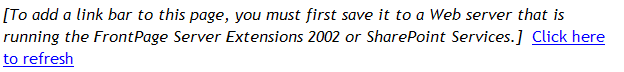 [To add a link bar to this page, you must first save it to a Web server that is
running the FrontPage Server Extensions 2002 or SharePoint Services.] Click here
to refresh